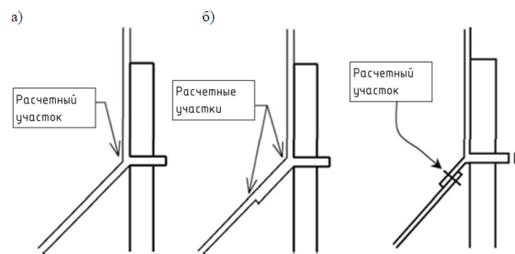 а)
б)
Расчетный
участок
Расчетные
участки
Расчетный
участок